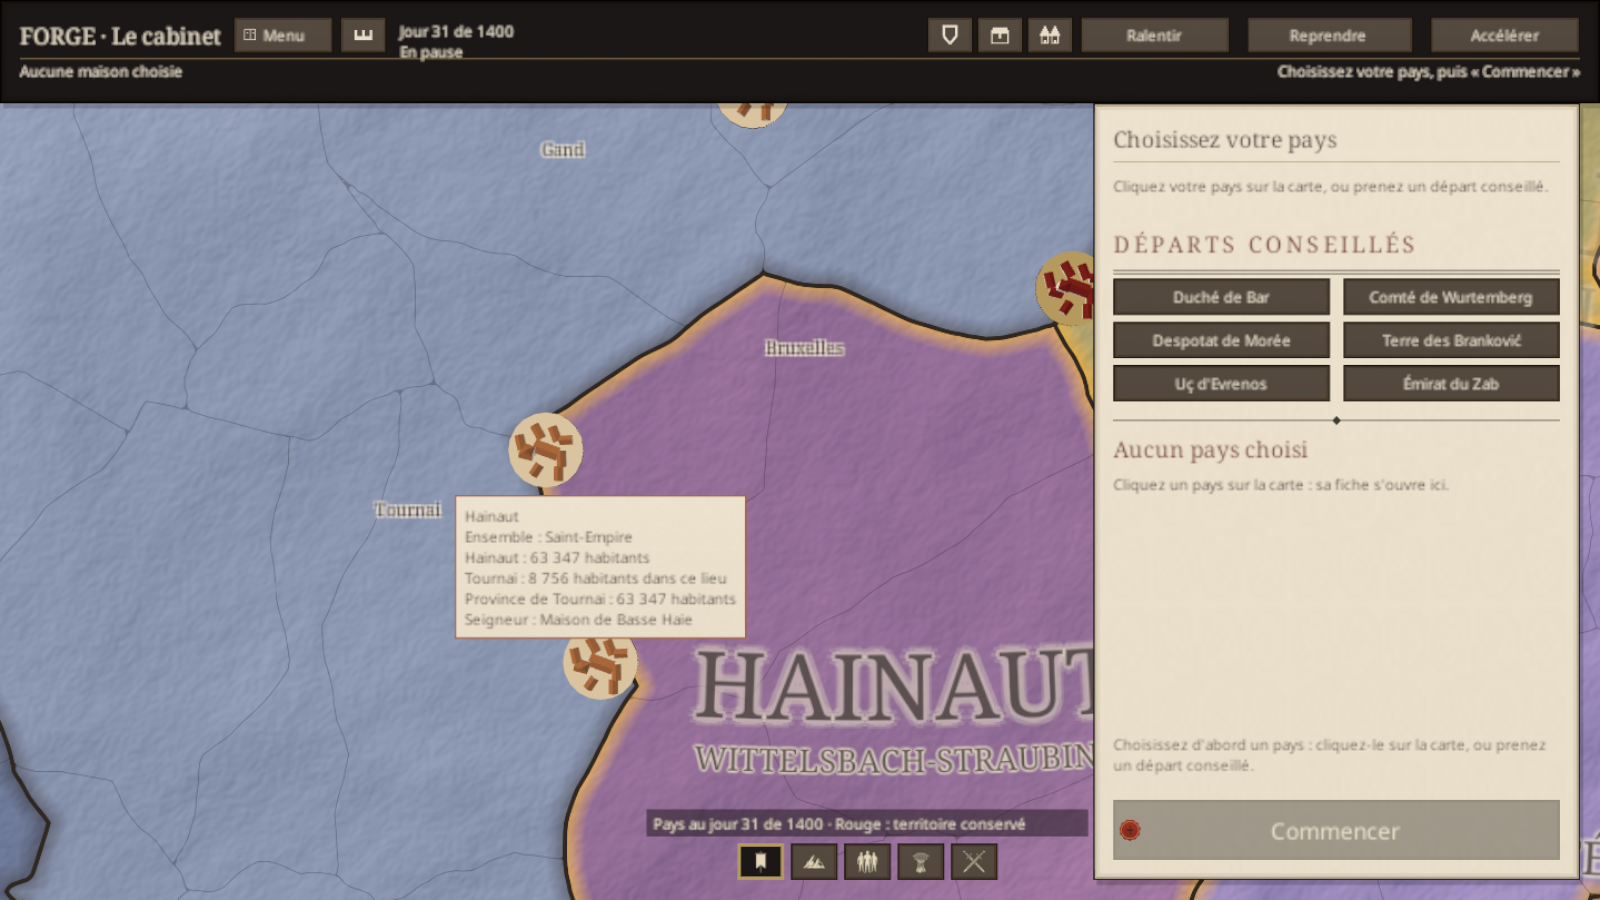 FORGE · Le cabinet
Menu
Jour 31 de 1400
En pause
Ralentir
Reprendre
Accélérer
Aucune maison choisie
Choisissez votre pays, puis « Commencer »
Gand
Bruxelles
Tournai
Hainaut
Ensemble : Saint-Empire
Hainaut : 63 347 habitants
Tournai : 8 756 habitants dans ce lieu
Province de Tournai : 63 347 habitants
Seigneur : Maison de Basse Haie
HAINAUT
WITTELSBACH-STRAUBIN
Pays au jour 31 de 1400 · Rouge : territoire conservé
Choisissez votre pays
Cliquez votre pays sur la carte, ou prenez un départ conseillé.
DÉPARTS CONSEILLÉS
Duché de Bar
Comté de Wurtemberg
Despotat de Morée
Terre des Branković
Uç d'Evrenos
Émirat du Zab
Aucun pays choisi
Cliquez un pays sur la carte : sa fiche s'ouvre ici.
Choisissez d'abord un pays : cliquez-le sur la carte, ou prenez
un départ conseillé.
Commencer